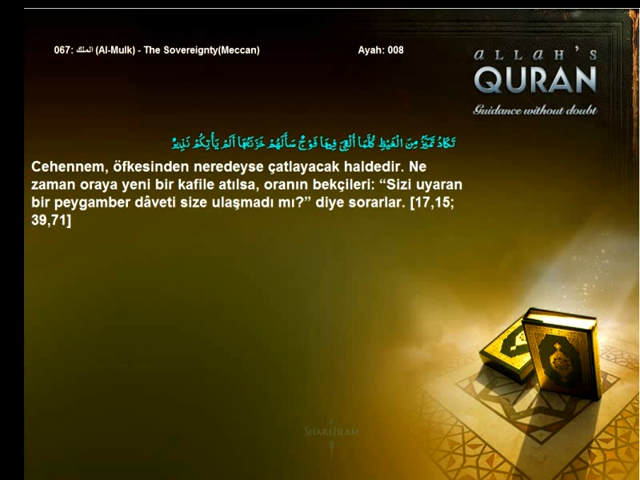 067: الملك (Al-Mulk) - The Sovereignty(Meccan) Ayah: 008
ALLAH'S
QURAN
Guidance without doubt
تَكَادُ تَمَيَّزُ مِنَ الْغَيْظِ كُلَّمَا أُلْقِيَ فِيهَا فَوْجٌ سَأَلَهُمْ خَزَنَتُهَا أَلَمْ يَأْتِكُمْ نَذِيرٌ
Cehennem, öfkesinden neredeyse çatlayacak haldedir. Ne
zaman oraya yeni bir kafile atılsa, oranın bekçileri: “Sizi uyaran
bir peygamber dâveti size ulaşmadı mı?” diye sorarlar. [17,15;
39,71]
SHARE ISLAM